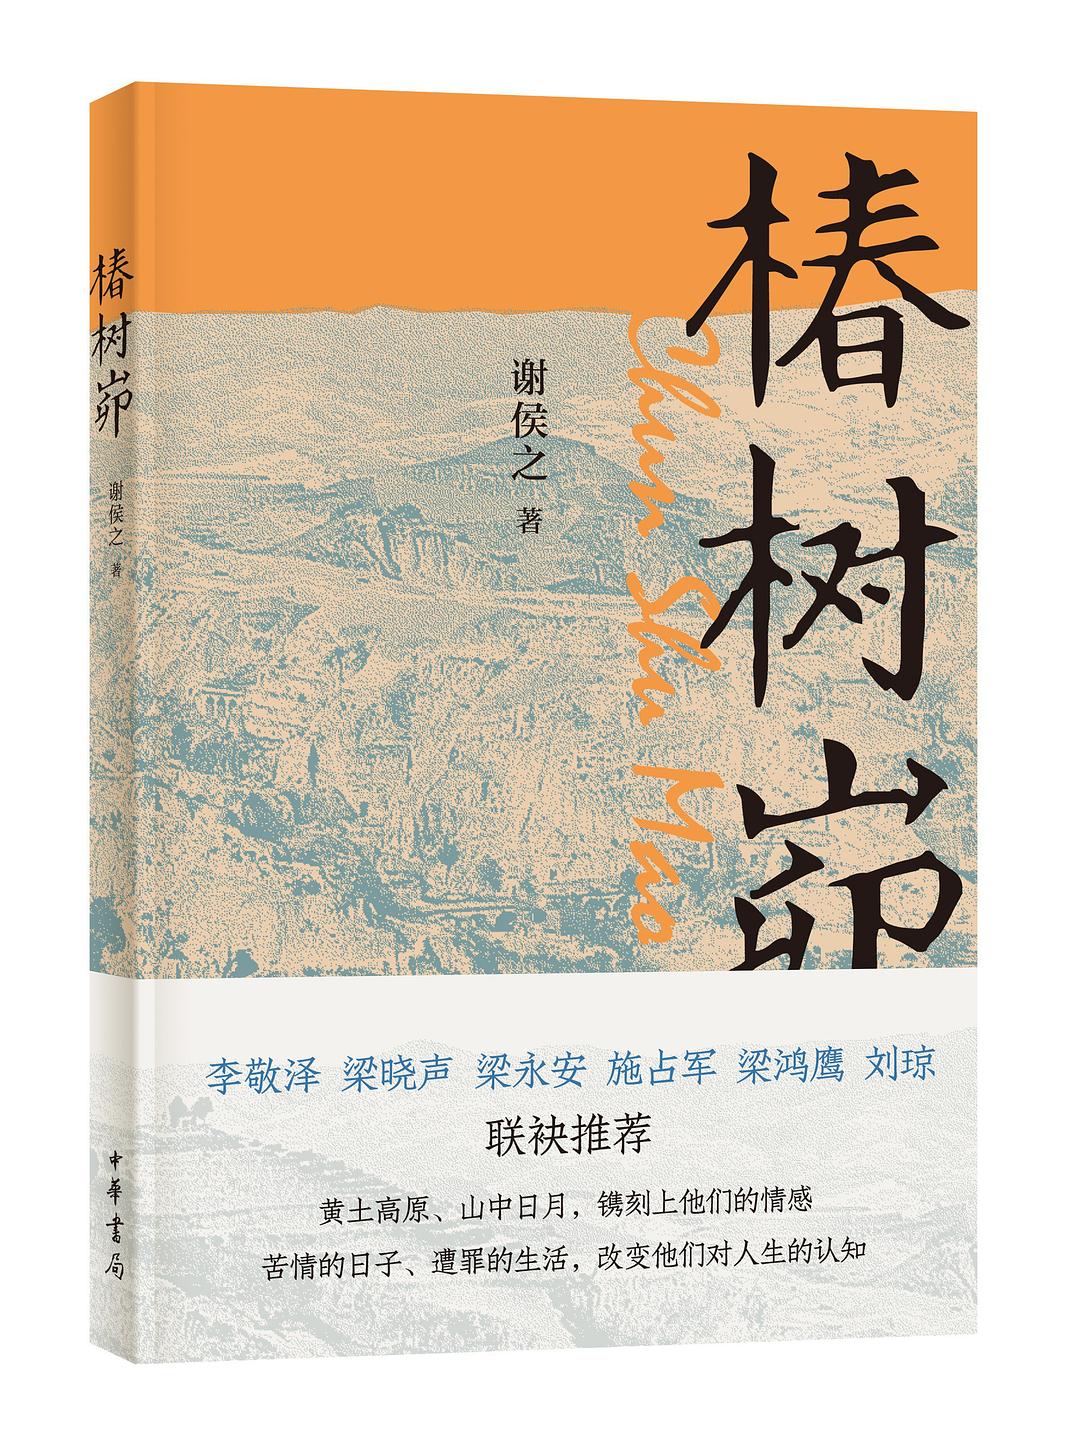 椿树峁
Chun Shu Mao
谢侯之 著
李敬泽 梁晓声 梁永安 施占军 梁鸿鹰 刘琼
联袂推荐
黄土高原、山中日月，镌刻上他们的情感
苦情的日子、遭罪的生活，改变他们对人生的认知
椿树峁
谢侯之 著
中華書局